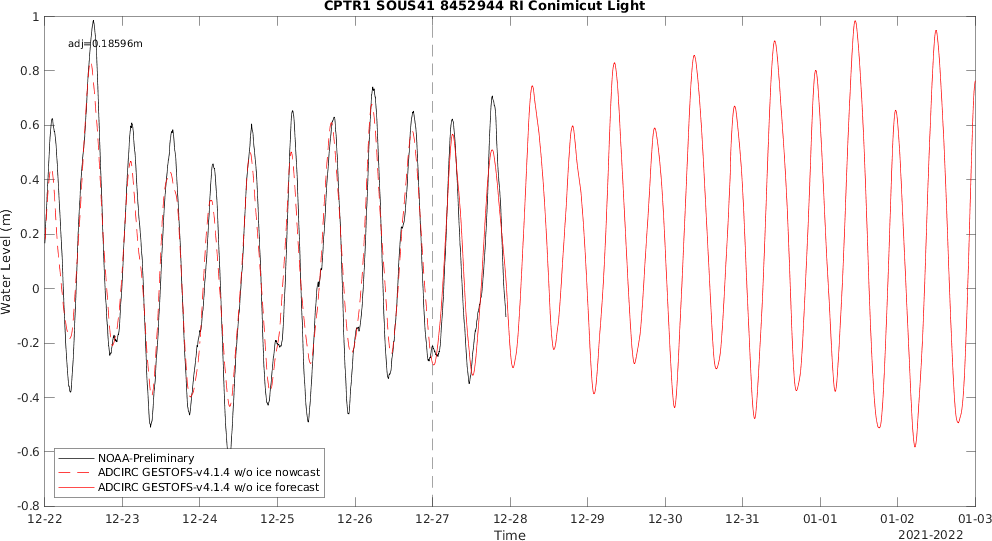 CPTR1 SOUS41 8452944 RI Conimicut Light
adj=0.18596m
1
0.8
0.6
0.4
0.2
0
-0.2
-0.4
-0.6
-0.8
Water Level (m)
NOAA-Preliminary
ADCIRC GESTOFS-v4.1.4 w/o ice nowcast
ADCIRC GESTOFS-v4.1.4 w/o ice forecast
12-22 12-23 12-24 12-25 12-26 12-27 12-28 12-29 12-30 12-31 01-01 01-02 01-03
Time
2021-2022